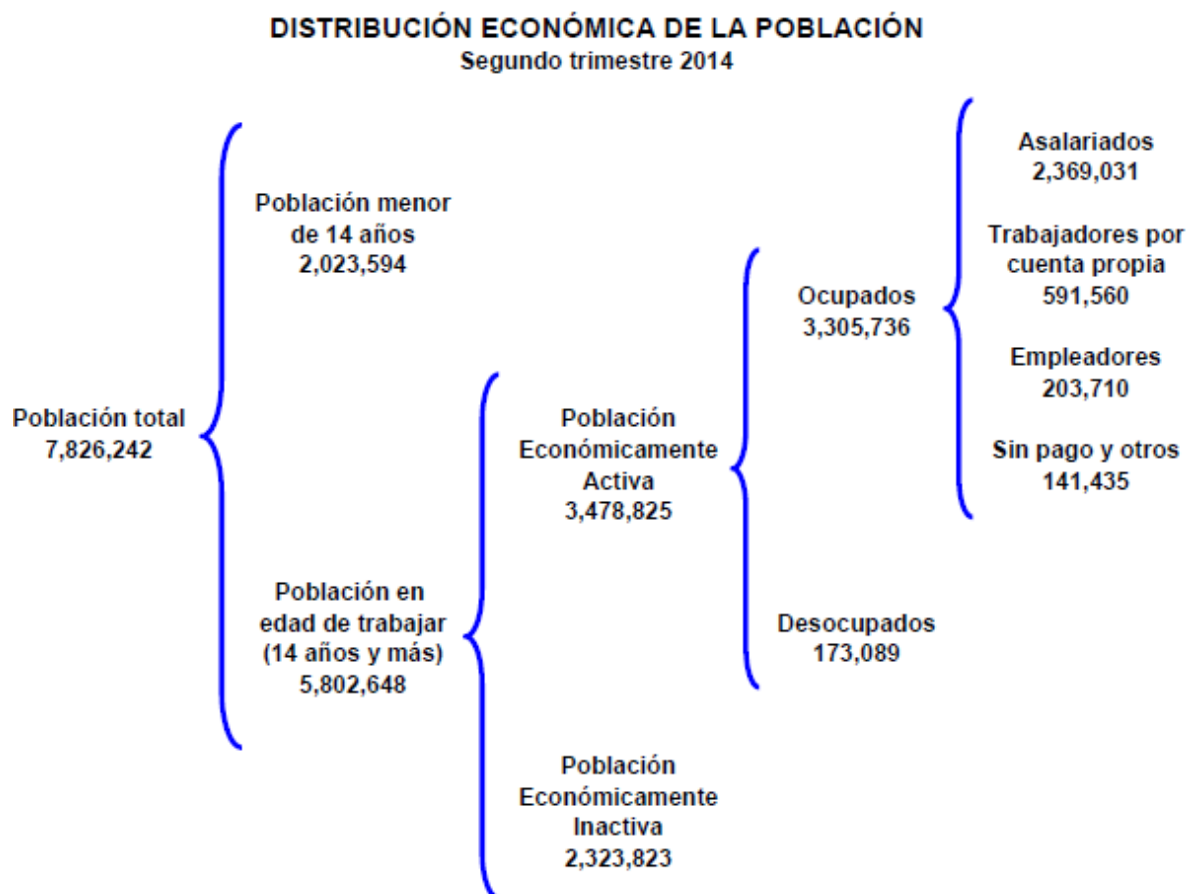 DISTRIBUCIÓN ECONÓMICA DE LA POBLACIÓN
Segundo trimestre 2014
Población total
7,826,242
Población menor
de 14 años
2,023,594
Población en
edad de trabajar
(14 años y más)
5,802,648
Población
Económicamente
Activa
3,478,825
Población
Económicamente
Inactiva
2,323,823
Ocupados
3,305,736
Desocupados
173,089
Asalariados
2,369,031
Trabajadores por
cuenta propia
591,560
Empleadores
203,710
Sin pago y otros
141,435